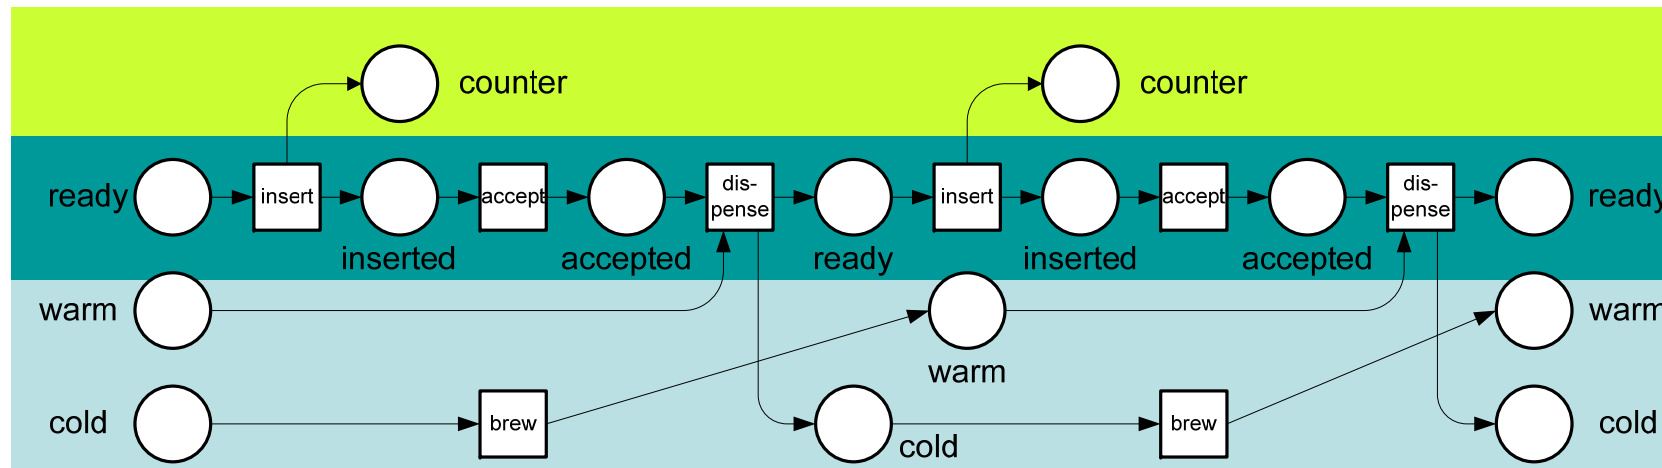 counter
counter
ready
insert
accept
dis-
pense
insert
accept
dis-
pense
ready
inserted
accepted
ready
inserted
accepted
warm
warm
warm
cold
brew
cold
brew
cold